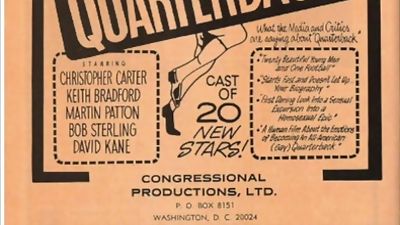 QUARTERBACK
STARRING
CHRISTOPHER CARTER
KEITH BRADFORD
MARTIN PATTON
BOB STERLING
DAVID KANE
CAST
OF
20
NEW
STARS!
What the Media and Critics
are saying about "Quarterback"
"Twenty Beautiful Young Men
and One Football"
"Starts First and Doesn't Let Up
Your Biography"
"First Daring Look Into a Sensual
Excursion Into a
Homosexual Epic"
"A Human Film About the Emotions
of Becoming An All-American
(Gay) Quarterback"
CONGRESSIONAL
PRODUCTIONS, LTD.
P. O. BOX 8151
WASHINGTON, D. C. 20024